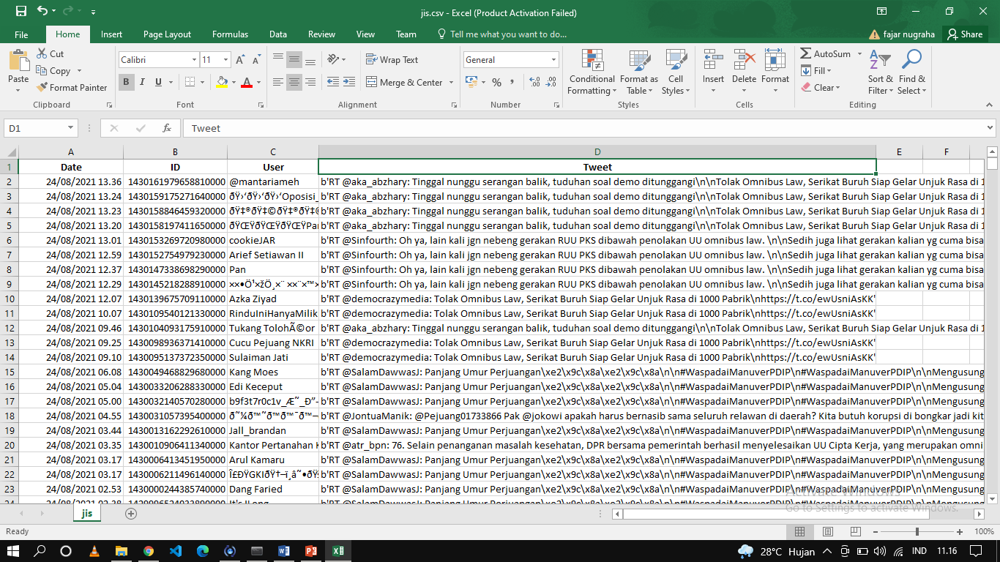 jis.csv - Excel (Product Activation Failed)
File Home Insert Page Layout Formulas Data Review View Team Tell me what you want to do... fajar nugraha Share
Paste Cut Copy Format Painter Clipboard
Calibri 11 B I U Font
Wrap Text Merge & Center Alignment
General % Number
Conditional Formatting Format as Table Cell Styles Styles
Insert Delete Format Cells
AutoSum Fill Clear Sort & Filter Find & Select Editing
D1 fx Tweet
A B C D E F
1 Date ID User Tweet
2 24/08/2021 13.36 1430161979658810000 @mantariameh b'RT @aka_abzhary: Tinggal nunggu serangan balik, tuduhan soal demo ditunggangi\n\nTolak Omnibus Law, Serikat Buruh Siap Gelar Unjuk Rasa di 1
3 24/08/2021 13.24 1430159175271640000 ðŸ›‘ðŸ›‘ðŸ›‘Oposisi_ b'RT @aka_abzhary: Tinggal nunggu serangan balik, tuduhan soal demo ditunggangi\n\nTolak Omnibus Law, Serikat Buruh Siap Gelar Unjuk Rasa di 1
4 24/08/2021 13.23 1430158846459320000 ðŸ‡®ðŸ‡©ðŸ‡®ðŸ‡© b'RT @aka_abzhary: Tinggal nunggu serangan balik, tuduhan soal demo ditunggangi\n\nTolak Omnibus Law, Serikat Buruh Siap Gelar Unjuk Rasa di 1
5 24/08/2021 13.20 1430158197411650000 ðŸŒŸðŸŒŸðŸŒŸPa b'RT @aka_abzhary: Tinggal nunggu serangan balik, tuduhan soal demo ditunggangi\n\nTolak Omnibus Law, Serikat Buruh Siap Gelar Unjuk Rasa di 1
6 24/08/2021 13.01 1430153269720980000 cookieJAR b'RT @Sinfourth: Oh ya, lain kali jgn nebeng gerakan RUU PKS dibawah penolakan UU omnibus law. \n\nSedih juga lihat gerakan kalian yg cuma bisa
7 24/08/2021 12.59 1430152754979230000 Arief Setiawan II b'RT @Sinfourth: Oh ya, lain kali jgn nebeng gerakan RUU PKS dibawah penolakan UU omnibus law. \n\nSedih juga lihat gerakan kalian yg cuma bisa
8 24/08/2021 12.37 1430147338698290000 Pan b'RT @Sinfourth: Oh ya, lain kali jgn nebeng gerakan RUU PKS dibawah penolakan UU omnibus law. \n\nSedih juga lihat gerakan kalian yg cuma bisa
9 24/08/2021 12.29 1430145218288910000 b'RT @Sinfourth: Oh ya, lain kali jgn nebeng gerakan RUU PKS dibawah penolakan UU omnibus law. \n\nSedih juga lihat gerakan kalian yg cuma bisa
10 24/08/2021 12.07 1430139675709110000 Azka Ziyad b'RT @democrazymedia: Tolak Omnibus Law, Serikat Buruh Siap Gelar Unjuk Rasa di 1000 Pabrik\nhttps://t.co/ewUsniAsKK'
11 24/08/2021 10.07 1430109540121330000 RinduIniHanyaMilik b'RT @democrazymedia: Tolak Omnibus Law, Serikat Buruh Siap Gelar Unjuk Rasa di 1000 Pabrik\nhttps://t.co/ewUsniAsKK'
12 24/08/2021 09.46 1430104093175910000 Tukang TolohÃ©or b'RT @aka_abzhary: Tinggal nunggu serangan balik, tuduhan soal demo ditunggangi\n\nTolak Omnibus Law, Serikat Buruh Siap Gelar Unjuk Rasa di 1
13 24/08/2021 09.25 1430098936371410000 Cucu Pejuang NKRI b'RT @democrazymedia: Tolak Omnibus Law, Serikat Buruh Siap Gelar Unjuk Rasa di 1000 Pabrik\nhttps://t.co/ewUsniAsKK'
14 24/08/2021 09.10 1430095137372350000 Sulaiman Jati b'RT @democrazymedia: Tolak Omnibus Law, Serikat Buruh Siap Gelar Unjuk Rasa di 1000 Pabrik\nhttps://t.co/ewUsniAsKK'
15 24/08/2021 06.08 1430049468829680000 Kang Moes b'RT @SalamDawwasJ: Panjang Umur Perjuangan\xe2\x9c\x8a\xe2\x9c\x8a\n\n#WaspadaiManuverPDIP\n#WaspadaiManuverPDIP\n\nMengusung
16 24/08/2021 05.04 1430033206288330000 Edi Keceput b'RT @SalamDawwasJ: Panjang Umur Perjuangan\xe2\x9c\x8a\xe2\x9c\x8a\n\n#WaspadaiManuverPDIP\n#WaspadaiManuverPDIP\n\nMengusung
17 24/08/2021 05.00 1430032140570280000 b'RT @SalamDawwasJ: Panjang Umur Perjuangan\xe2\x9c\x8a\xe2\x9c\x8a\n\n#WaspadaiManuverPDIP\n#WaspadaiManuverPDIP\n\nMengusung
18 24/08/2021 04.55 1430031057395400000 b'RT @JontuaManik: @Pejuang01733866 Pak @jokowi apakah harus bernasib sama seluruh relawan di daerah? Kita butuh korupsi di bongkar jadi kit
19 24/08/2021 03.44 1430013162292610000 Jall_brandan b'RT @SalamDawwasJ: Panjang Umur Perjuangan\xe2\x9c\x8a\xe2\x9c\x8a\n\n#WaspadaiManuverPDIP\n#WaspadaiManuverPDIP\n\nMengusung
20 24/08/2021 03.35 1430010906411340000 Kantor Pertanahan b'RT @atr_bpn: 76. Selain penanganan masalah kesehatan, DPR bersama pemerintah berhasil menyelesaikan UU Cipta Kerja, yang merupakan omni
21 24/08/2021 03.17 1430006413451950000 Arul Kamaru b'RT @SalamDawwasJ: Panjang Umur Perjuangan\xe2\x9c\x8a\xe2\x9c\x8a\n\n#WaspadaiManuverPDIP\n#WaspadaiManuverPDIP\n\nMengusung
22 24/08/2021 03.17 1430006211496140000 b'RT @SalamDawwasJ: Panjang Umur Perjuangan\xe2\x9c\x8a\xe2\x9c\x8a\n\n#WaspadaiManuverPDIP\n#WaspadaiManuverPDIP\n\nMengusung
23 24/08/2021 02.53 1430000244385740000 Dang Faried b'RT @SalamDawwasJ: Panjang Umur Perjuangan\xe2\x9c\x8a\xe2\x9c\x8a\n\n#WaspadaiManuverPDIP\n#WaspadaiManuverPDIP\n\nMengusung
Activate Windows
Go to Settings to activate Windows.
jis
Ready 100%
28°C Hujan IND 11.16